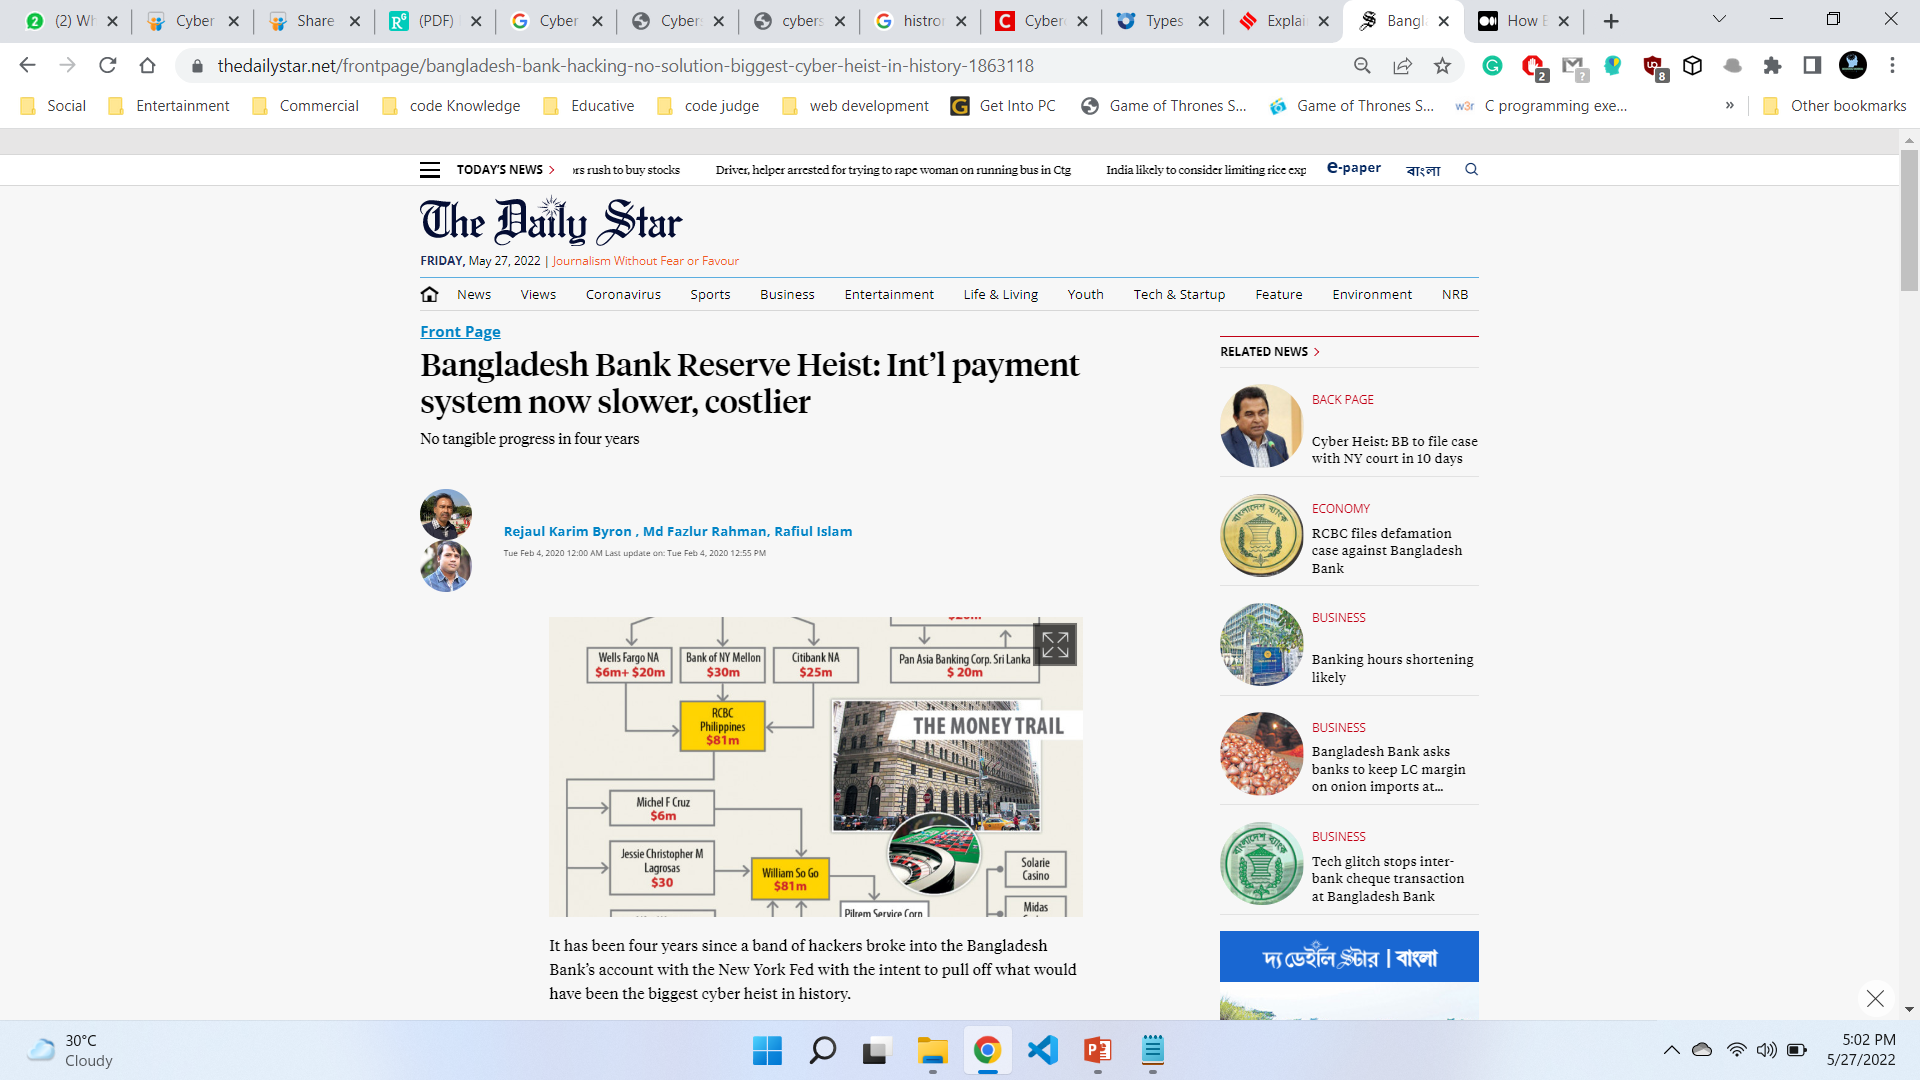 (2) Wh
Cyber
Share
(PDF)
Cyber
Cybers
cybers
histror
Cyberc
Types
Explai
Bangl
How B
thedailystar.net/frontpage/bangladesh-bank-hacking-no-solution-biggest-cyber-heist-in-history-1863118
2
?
8
Social
Entertainment
Commercial
code Knowledge
Educative
code judge
web development
Get Into PC
Game of Thrones S...
Game of Thrones S...
w3r
C programming exe...
»
Other bookmarks
TODAY'S NEWS
rs rush to buy stocks
Driver, helper arrested for trying to rape woman on running bus in Ctg
India likely to consider limiting rice exp
e-paper
বাংলা
The Daily Star
FRIDAY, May 27, 2022 | Journalism Without Fear or Favour
News
Views
Coronavirus
Sports
Business
Entertainment
Life & Living
Youth
Tech & Startup
Feature
Environment
NRB
Front Page
Bangladesh Bank Reserve Heist: Int'l payment
system now slower, costlier
No tangible progress in four years
Rejaul Karim Byron , Md Fazlur Rahman, Rafiul Islam
Tue Feb 4, 2020 12:00 AM Last update on: Tue Feb 4, 2020 12:55 PM
Wells Fargo NA
$6m+ $20m
Bank of NY Mellon
$30m
Citibank NA
$25m
Pan Asia Banking Corp. Sri Lanka
$ 20m
RCBC
Philippines
$81m
THE MONEY TRAIL
Michel F Cruz
$6m
Jessie Christopher M
Lagrosas
$30
William So Go
$81m
Solarie
Casino
Midas
Pilrem Service Corp
It has been four years since a band of hackers broke into the Bangladesh
Bank's account with the New York Fed with the intent to pull off what would
have been the biggest cyber heist in history.
RELATED NEWS
BACK PAGE
Cyber Heist: BB to file case
with NY court in 10 days
ECONOMY
RCBC files defamation
case against Bangladesh
Bank
BUSINESS
Banking hours shortening
likely
BUSINESS
Bangladesh Bank asks
banks to keep LC margin
on onion imports at...
BUSINESS
Tech glitch stops inter-
bank cheque transaction
at Bangladesh Bank
দ্য ডেইলি স্টার | বাংলা
30°C
Cloudy
5:02 PM
5/27/2022